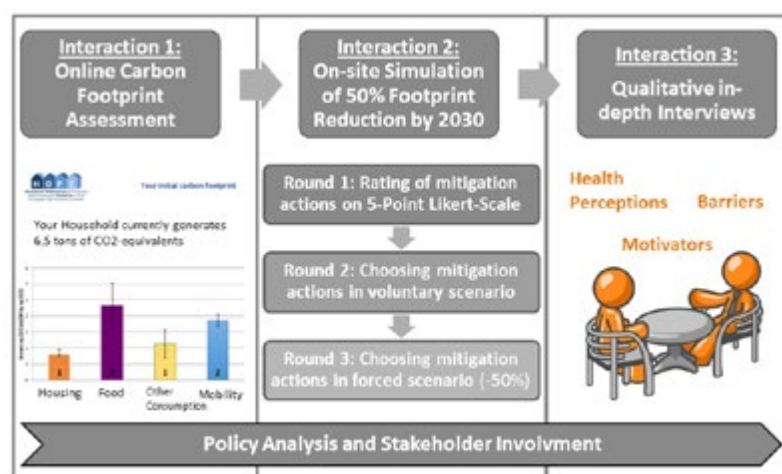 Interaction 1:
Online Carbon
Footprint
Assessment
Interaction 2:
On-site Simulation
of 50% Footprint
Reduction by 2030
Interaction 3:
Qualitative in-
depth Interviews
HOPE
Your initial carbon footprint
Your Household currently generates
6.5 tons of CO2-equivalents
Housing
Food
Other
Consumption
Mobility
Round 1: Rating of mitigation
actions on 5-Point Likert-Scale
Round 2: Choosing mitigation
actions in voluntary scenario
Round 3: Choosing mitigation
actions in forced scenario (-50%)
Health
Perceptions
Barriers
Motivators
Policy Analysis and Stakeholder Involvment